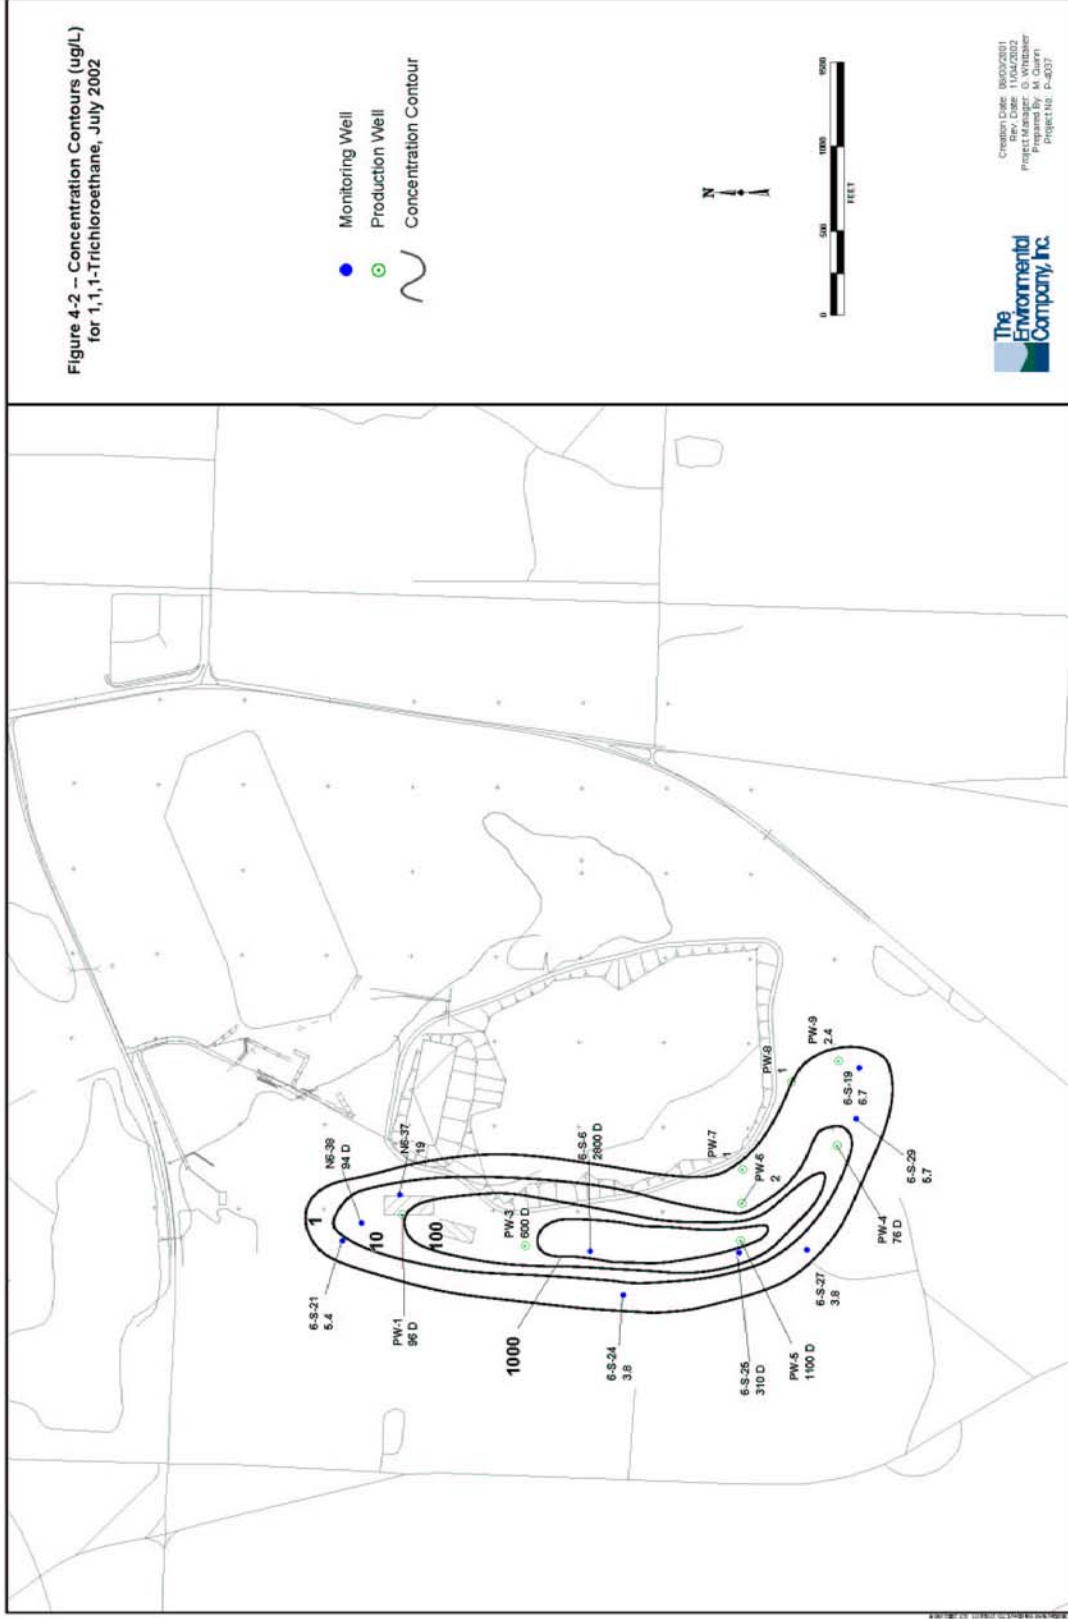 Figure 4-2 -- Concentration Contours (ug/L)
for 1,1,1-Trichloroethane, July 2002
Monitoring Well
Production Well
Concentration Contour
N
0 500 1000 1500
FEET
The
Environmental
Company, Inc.
Creation Date: 08/03/2001
Rev. Date: 11/04/2002
Project Manager: G. Whittaker
Prepared By: M. Quinn
Project No.: P-4037
N6-38
94 D
N6-37
19
6-S-21
5.4
1
10
100
1000
PW-1
96 D
PW-3
600 D
6-S-6
2800 D
6-S-24
3.8
PW-7
1
PW-6
2
PW-8
1
PW-9
2.4
6-S-19
6.7
6-S-29
5.7
PW-4
76 D
6-S-27
3.8
6-S-25
310 D
PW-5
1100 D